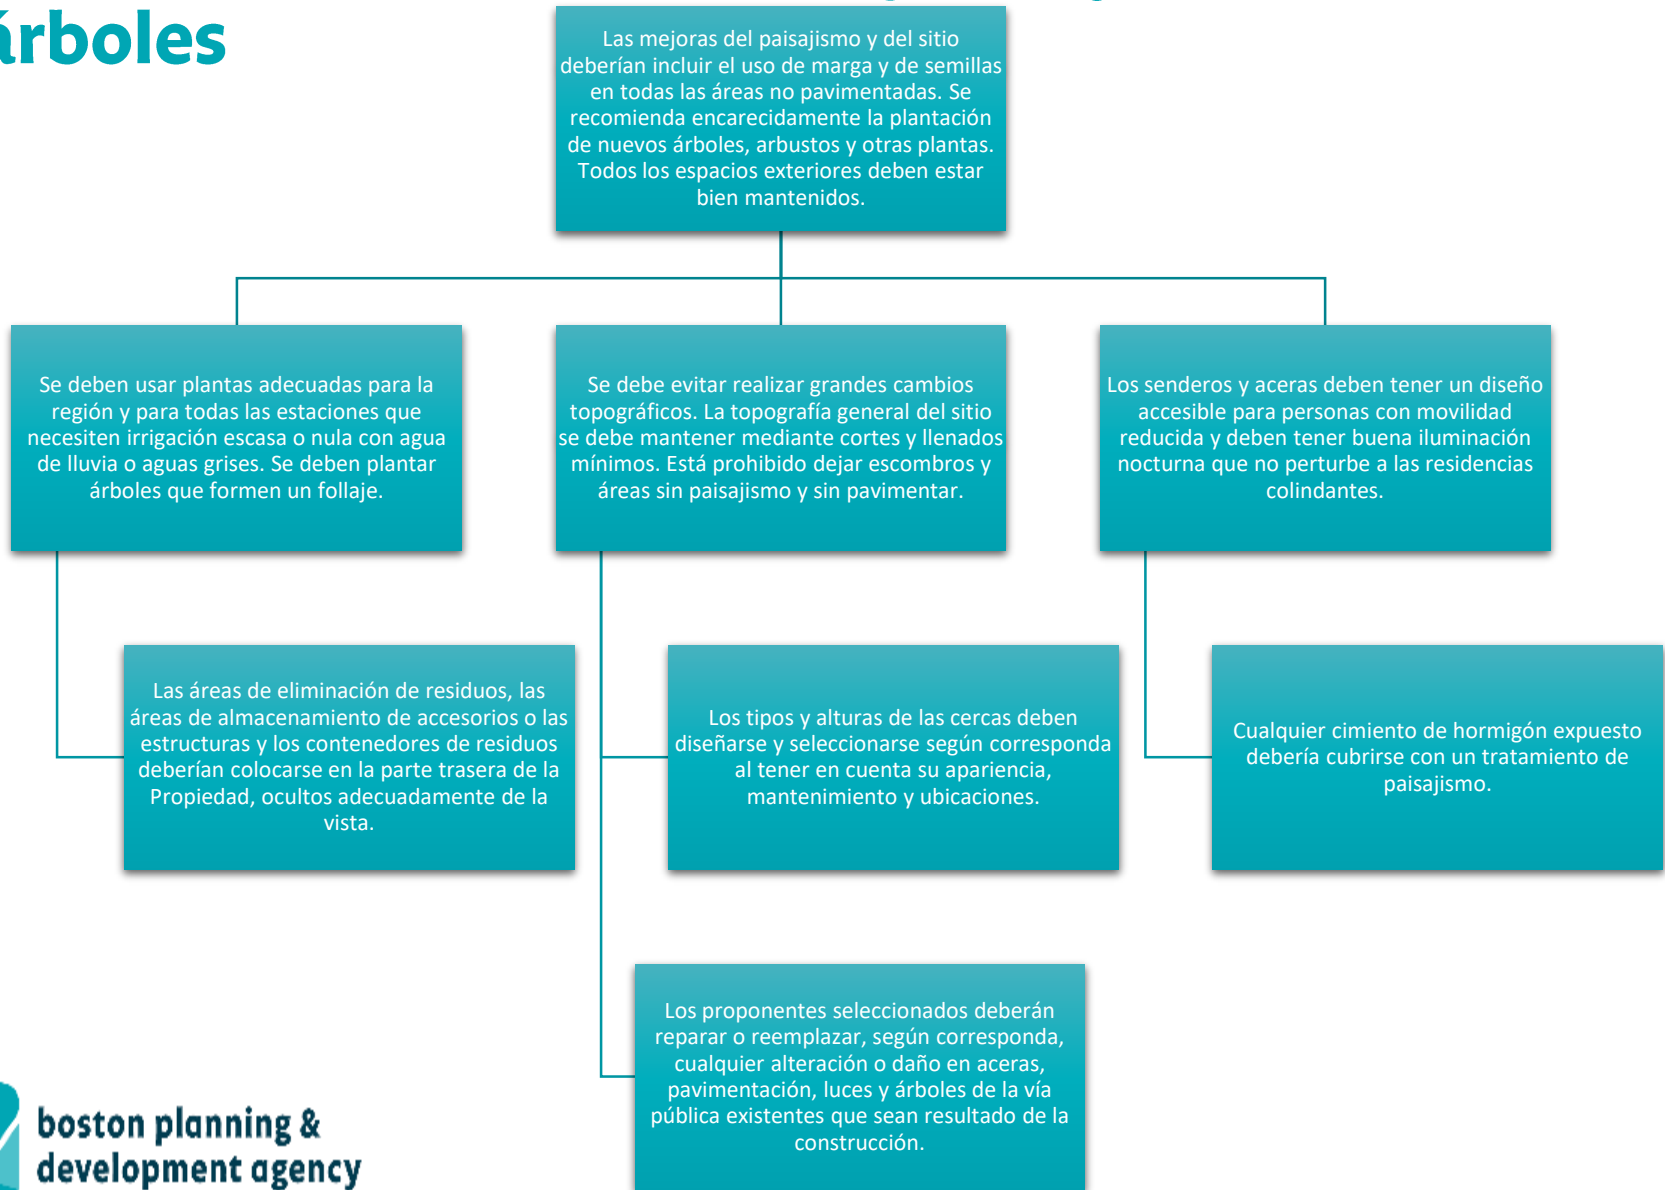 árboles
Las mejoras del paisajismo y del sitio
deberían incluir el uso de marga y de semillas
en todas las áreas no pavimentadas. Se
recomienda encarecidamente la plantación
de nuevos árboles, arbustos y otras plantas.
Todos los espacios exteriores deben estar
bien mantenidos.
Se deben usar plantas adecuadas para la
región y para todas las estaciones que
necesiten irrigación escasa o nula con agua
de lluvia o aguas grises. Se deben plantar
árboles que formen un follaje.
Se debe evitar realizar grandes cambios
topográficos. La topografía general del sitio
se debe mantener mediante cortes y llenados
mínimos. Está prohibido dejar escombros y
áreas sin paisajismo y sin pavimentar.
Los senderos y aceras deben tener un diseño
accesible para personas con movilidad
reducida y deben tener buena iluminación
nocturna que no perturbe a las residencias
colindantes.
Las áreas de eliminación de residuos, las
áreas de almacenamiento de accesorios o las
estructuras y los contenedores de residuos
deberían colocarse en la parte trasera de la
Propiedad, ocultos adecuadamente de la
vista.
Los tipos y alturas de las cercas deben
diseñarse y seleccionarse según corresponda
al tener en cuenta su apariencia,
mantenimiento y ubicaciones.
Cualquier cimiento de hormigón expuesto
debería cubrirse con un tratamiento de
paisajismo.
Los proponentes seleccionados deberán
reparar o reemplazar, según corresponda,
cualquier alteración o daño en aceras,
pavimentación, luces y árboles de la vía
pública existentes que sean resultado de la
construcción.
boston planning &
development agency